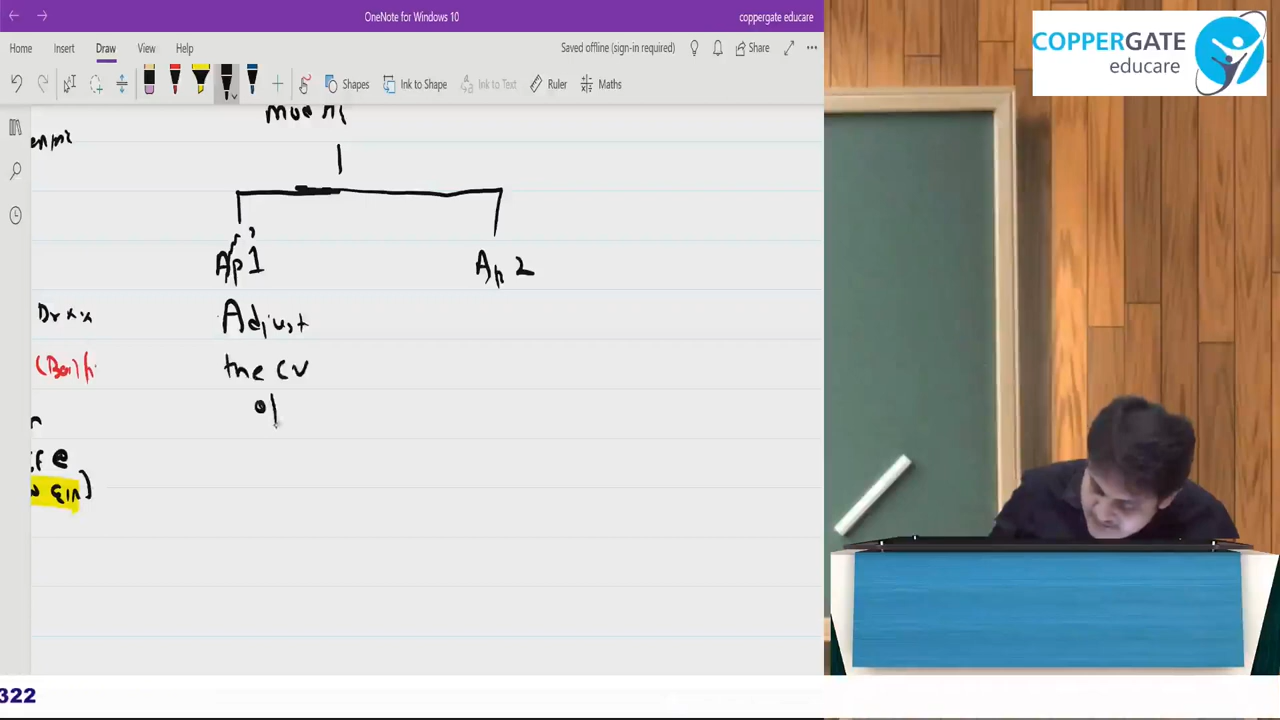 OneNote for Windows 10
coppergate educare
Home Insert Draw View Help
Saved offline (sign-in required)
Share
Shapes
Ink to Shape
Ink to Text
Ruler
Maths
COPPERGATE
educare
Ap 1
Ap 2
Dr xx
Adjust
the CV
of
322